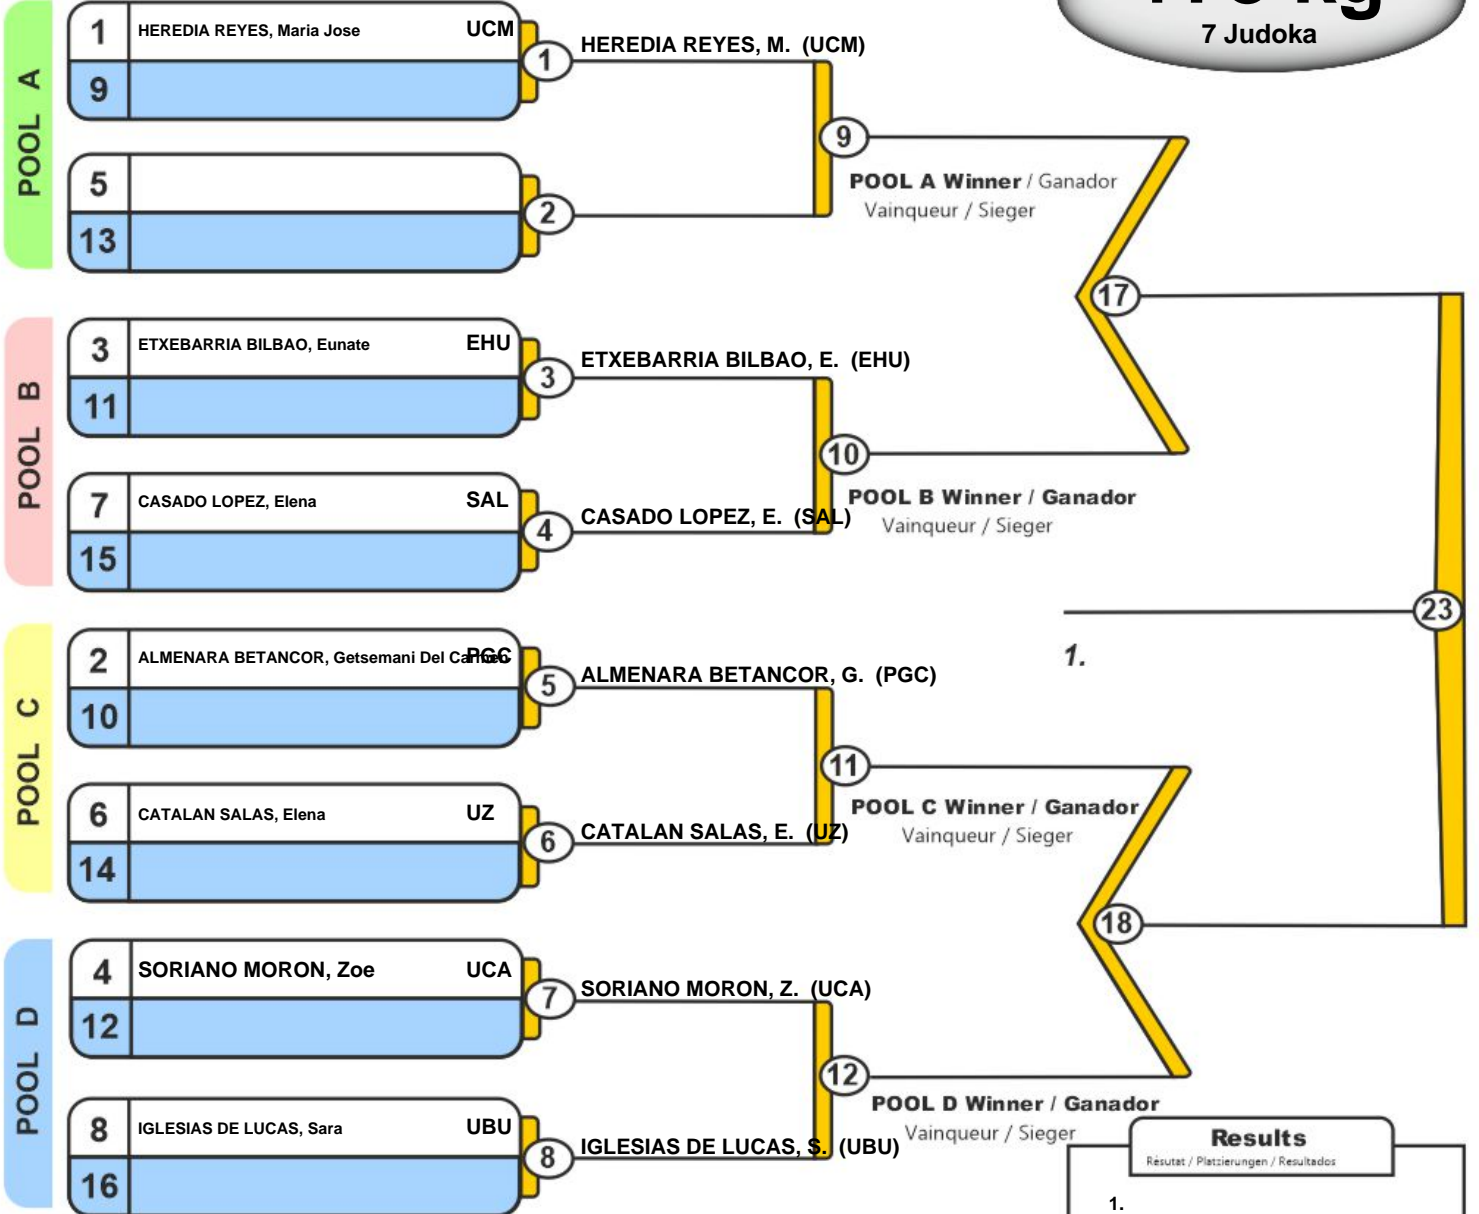 7 Judoka
POOL A
1 HEREDIA REYES, Maria Jose UCM
9
1
HEREDIA REYES, M. (UCM)
5
13
2
9
POOL A Winner / Ganador
Vainqueur / Sieger
17
POOL B
3 ETXEBARRIA BILBAO, Eunate EHU
11
3
ETXEBARRIA BILBAO, E. (EHU)
7 CASADO LOPEZ, Elena SAL
15
4
CASADO LOPEZ, E. (SAL)
10
POOL B Winner / Ganador
Vainqueur / Sieger
23
1.
POOL C
2 ALMENARA BETANCOR, Getsemani Del Carmen PGC
10
5
ALMENARA BETANCOR, G. (PGC)
6 CATALAN SALAS, Elena UZ
14
6
CATALAN SALAS, E. (UZ)
11
POOL C Winner / Ganador
Vainqueur / Sieger
18
POOL D
4 SORIANO MORON, Zoe UCA
12
7
SORIANO MORON, Z. (UCA)
8 IGLESIAS DE LUCAS, Sara UBU
16
8
IGLESIAS DE LUCAS, S. (UBU)
12
POOL D Winner / Ganador
Vainqueur / Sieger
Results
Résutat / Platzierungen / Resultados
1.